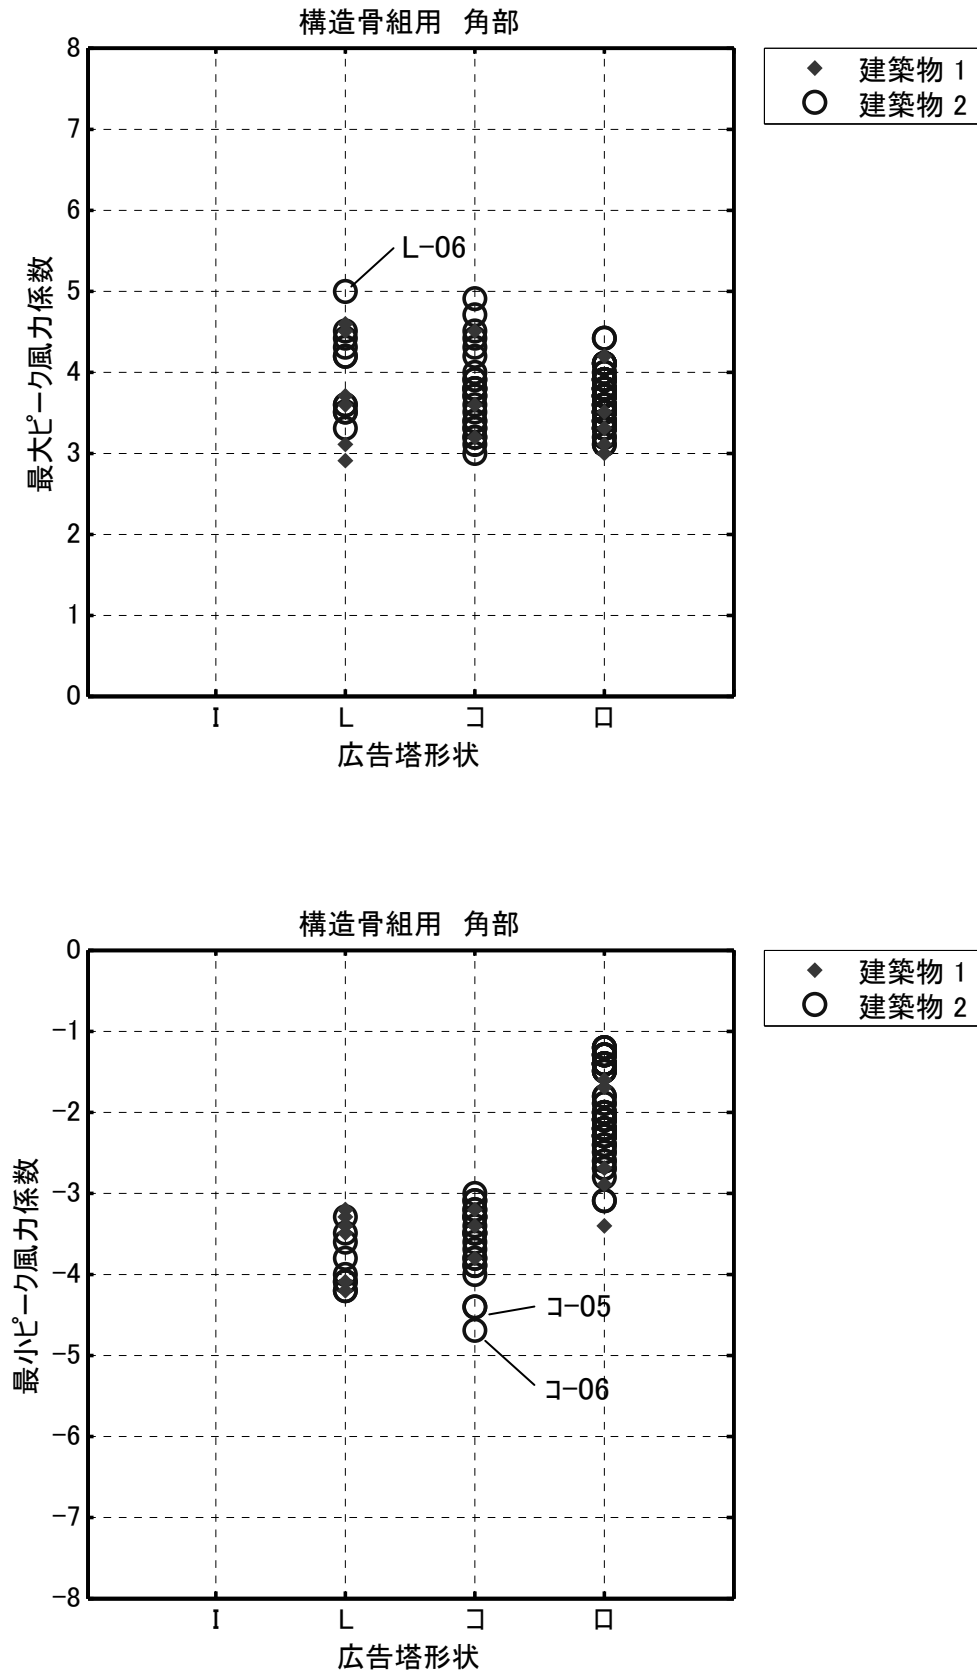 構造骨組用 角部
8
7
6
5
4
3
2
1
0
最大ピーク風力係数
L-06
I
L
コ
ロ
広告塔形状
建築物 1
建築物 2
構造骨組用 角部
0
-1
-2
-3
-4
-5
-6
-7
-8
最小ピーク風力係数
コ-05
コ-06
I
L
コ
ロ
広告塔形状
建築物 1
建築物 2